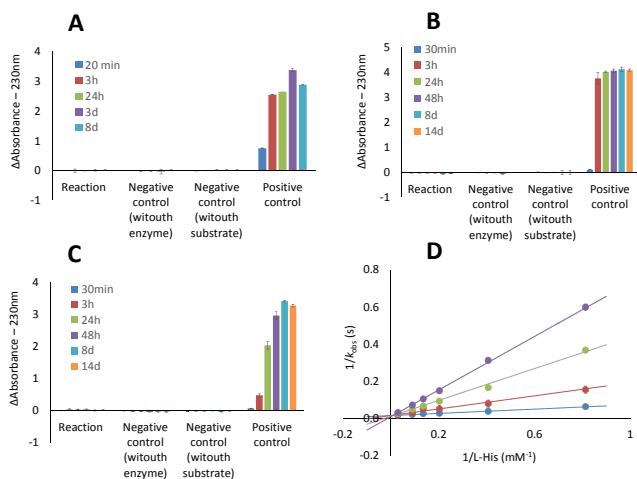 A
ΔAbsorbance – 230nm
4
3
2
1
0
-1
20 min
3h
24h
3d
8d
Reaction
Negative
control
(witouth
enzyme)
Negative
control
(witouth
substrate)
Positive
control
B
ΔAbsorbance – 230nm
5
4
3
2
1
0
-1
30min
3h
24h
48h
8d
14d
Reaction
Negative
control
(witouth
enzyme)
Negative
control
(witouth
substrate)
Positive
control
C
ΔAbsorbance – 230nm
4
3
2
1
0
-1
30min
3h
24h
48h
8d
14d
Reaction
Negative
control
(witouth
enzyme)
Negative
control
(witouth
substrate)
Positive
control
D
1/kobs (s)
0.8
0.6
0.4
0.2
0.0
-0.2
-0.2
0.2
0.4
0.6
0.8
1
1/L-His (mM⁻¹)